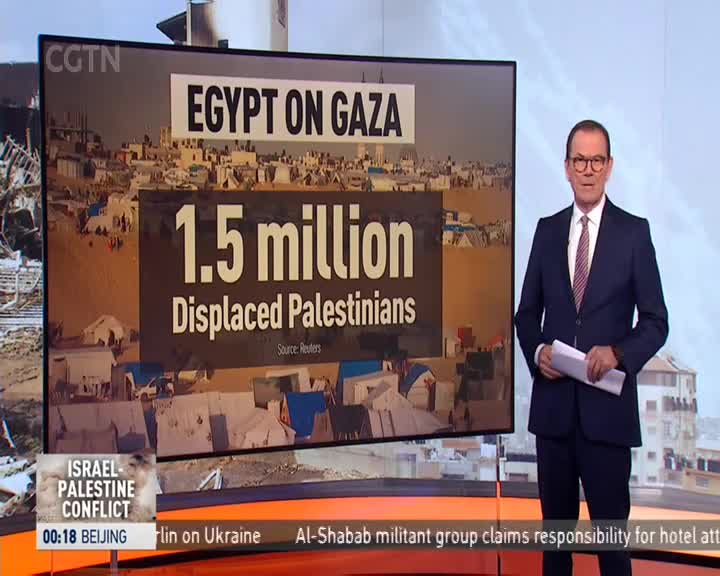 CGTN
EGYPT ON GAZA
1.5 million
Displaced Palestinians
Source: Reuters
ISRAEL-
PALESTINE
CONFLICT
00:18 BEIJING
rlin on Ukraine Al-Shabab militant group claims responsibility for hotel att